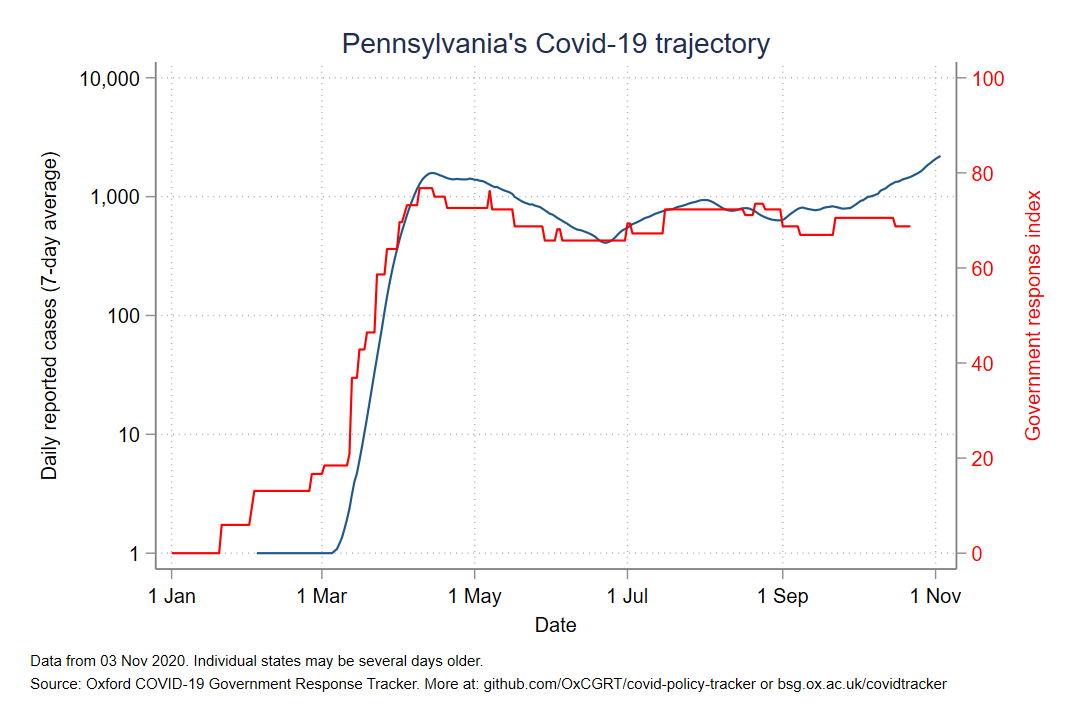 Pennsylvania's Covid-19 trajectory
10,000
1,000
100
10
1
Daily reported cases (7-day average)
100
80
60
40
20
0
Government response index
1 Jan
1 Mar
1 May
1 Jul
1 Sep
1 Nov
Date
Data from 03 Nov 2020. Individual states may be several days older.
Source: Oxford COVID-19 Government Response Tracker. More at: github.com/OxCGRT/covid-policy-tracker or bsg.ox.ac.uk/covidtracker